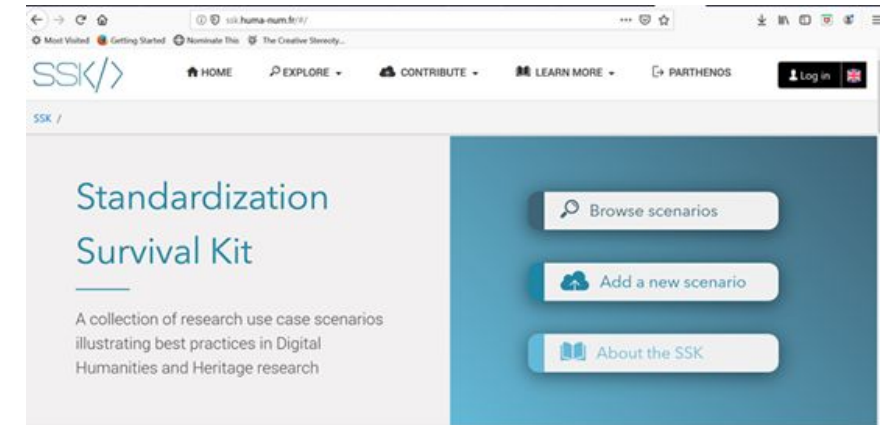 ssk.huma-num.fr/#/
Most Visited Getting Started Nominate This The Creative Stereoty...
SSK</> HOME EXPLORE CONTRIBUTE LEARN MORE PARTHENOS Log in
SSK /
Standardization
Survival Kit
A collection of research use case scenarios
illustrating best practices in Digital
Humanities and Heritage research
Browse scenarios
Add a new scenario
About the SSK